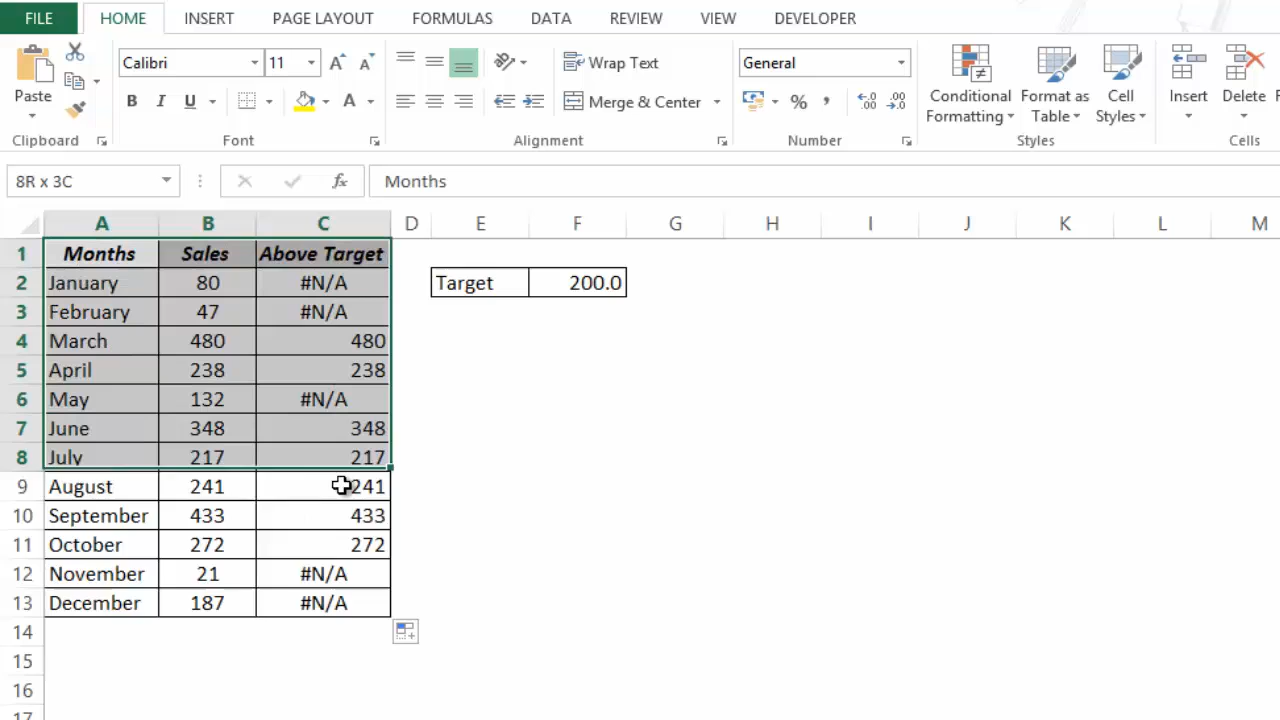 FILE HOME INSERT PAGE LAYOUT FORMULAS DATA REVIEW VIEW DEVELOPER
Calibri 11 A A Wrap Text General
Paste B I U A Merge & Center % , Conditional Formatting Format as Table Cell Styles Insert Delete
Clipboard Font Alignment Number Styles Cells
8R x 3C fx Months
A B C D E F G H I J K L M
1 Months Sales Above Target
2 January 80 #N/A Target 200.0
3 February 47 #N/A
4 March 480 480
5 April 238 238
6 May 132 #N/A
7 June 348 348
8 July 217 217
9 August 241 241
10 September 433 433
11 October 272 272
12 November 21 #N/A
13 December 187 #N/A
14
15
16
17